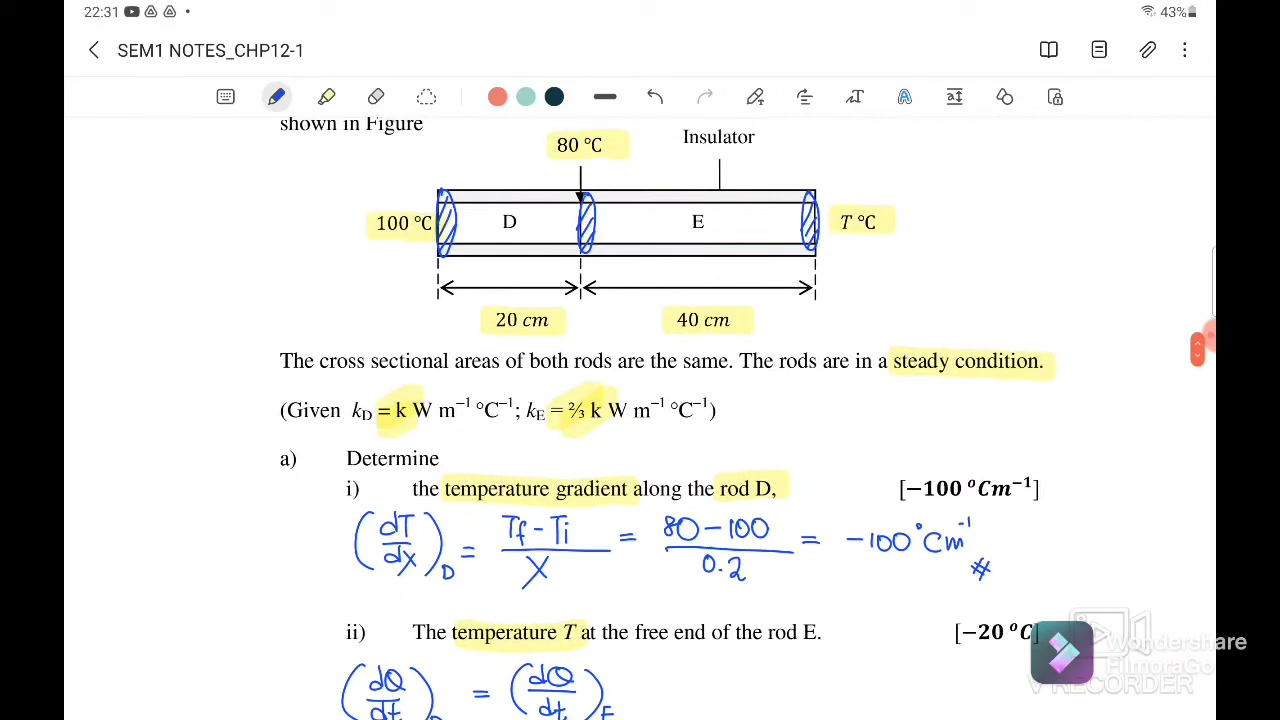 22:31 43%
SEM1 NOTES_CHP12-1
shown in Figure
80 °C
Insulator
100 °C D E T °C
20 cm 40 cm
The cross sectional areas of both rods are the same. The rods are in a steady condition.
(Given k_D = k W m⁻¹ °C⁻¹; k_E = ⅔ k W m⁻¹ °C⁻¹)
a) Determine
i) the temperature gradient along the rod D, [−100 °Cm⁻¹]
(dT/dx)_D = (Tf − Ti)/x = (80 − 100)/0.2 = −100 °Cm⁻¹ #
ii) The temperature T at the free end of the rod E. [−20 °C]
(dQ/dt) = (dQ/dt)_E
Wondershare
FilmoraGo
V RECORDER